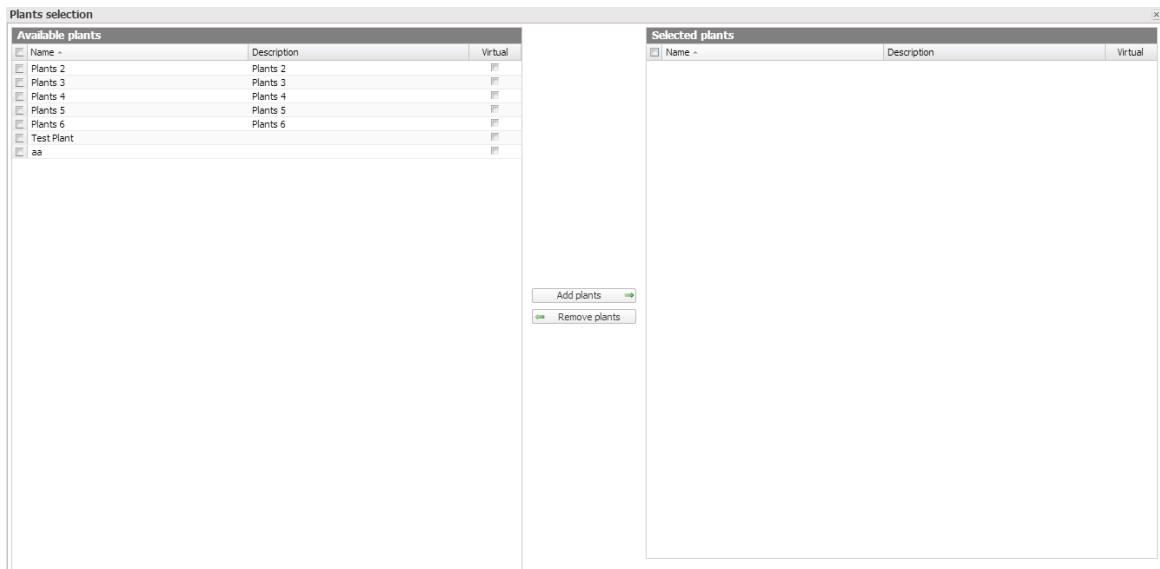 Plants selection
Available plants
Name Description Virtual
Plants 2 Plants 2
Plants 3 Plants 3
Plants 4 Plants 4
Plants 5 Plants 5
Plants 6 Plants 6
Test Plant
aa
Add plants
Remove plants
Selected plants
Name Description Virtual